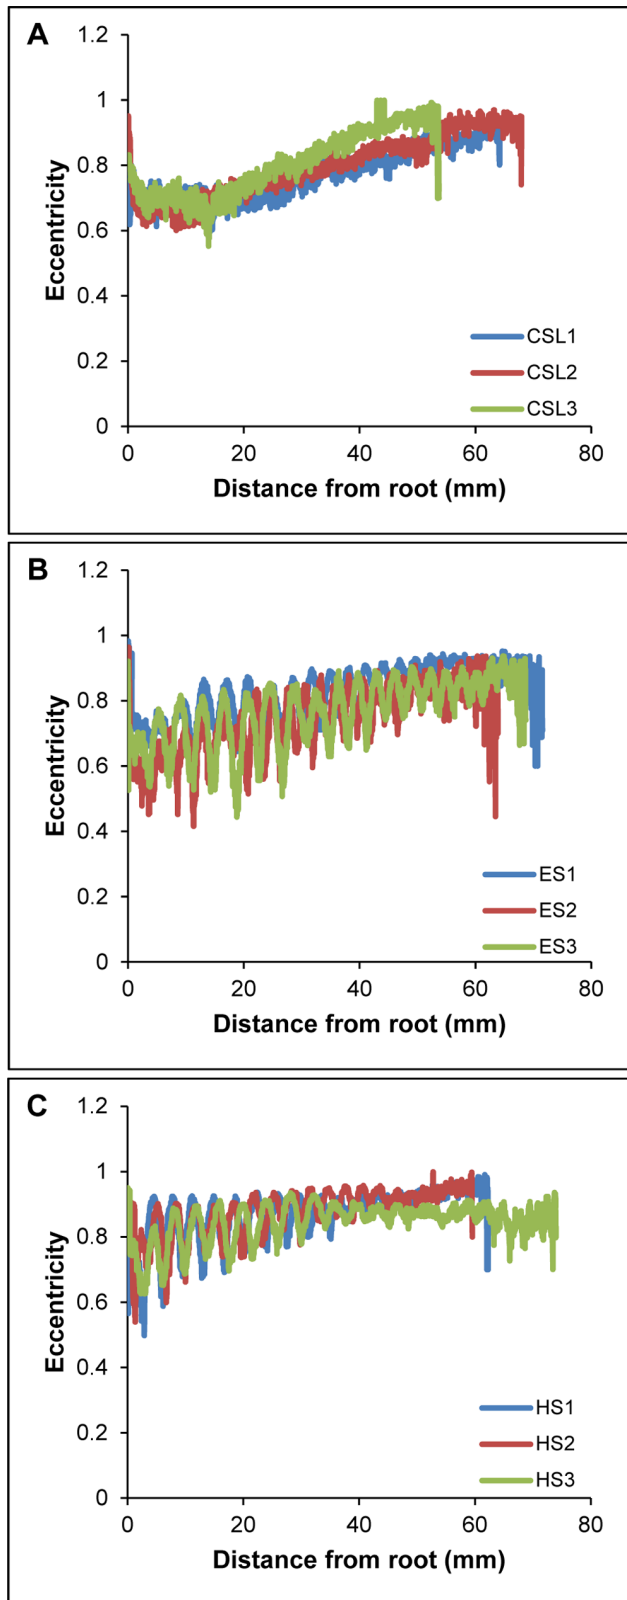 A
1.2
1
0.8
0.6
0.4
0.2
0
Eccentricity
CSL1
CSL2
CSL3
0 20 40 60 80
Distance from root (mm)
B
1.2
1
0.8
0.6
0.4
0.2
0
Eccentricity
ES1
ES2
ES3
0 20 40 60 80
Distance from root (mm)
C
1.2
1
0.8
0.6
0.4
0.2
0
Eccentricity
HS1
HS2
HS3
0 20 40 60 80
Distance from root (mm)